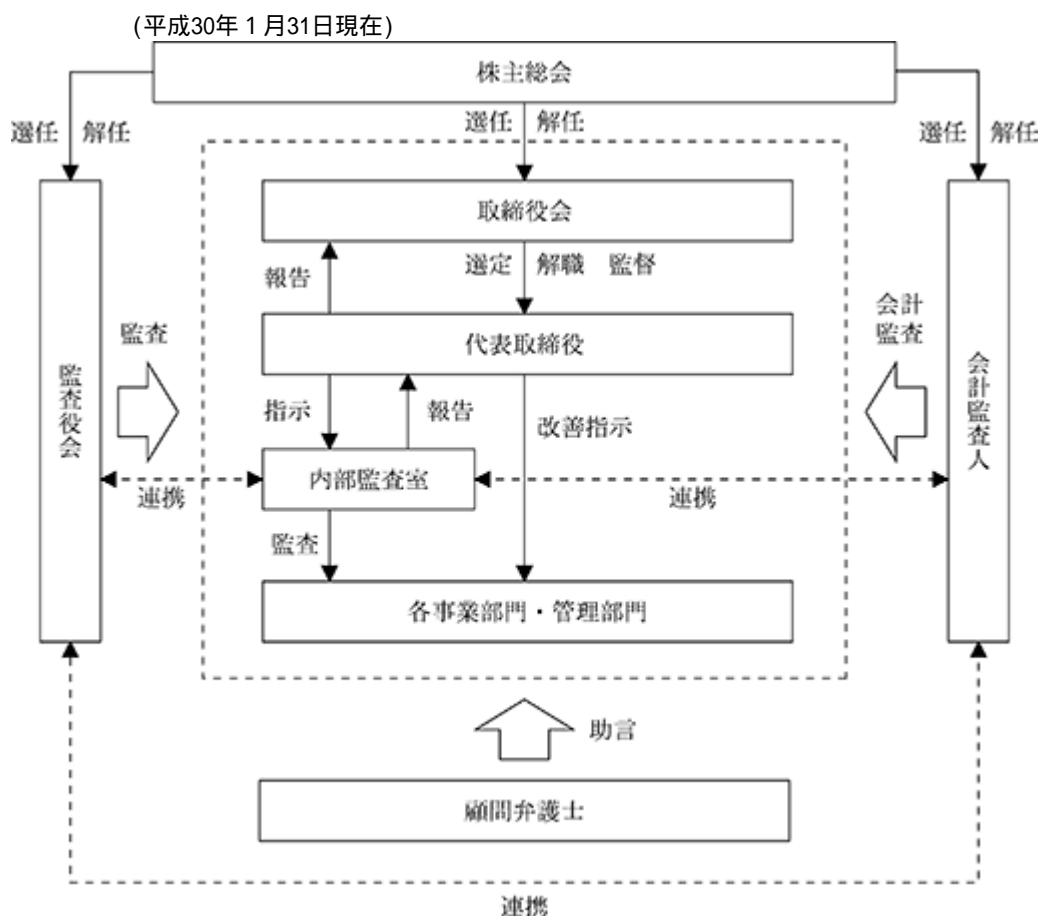 (平成30年1月31日現在)
株主総会
選任 解任
選任 解任
選任 解任
取締役会
報告
選定 解職 監督
監査
会計
監査
代表取締役
監査役会
会計監査人
指示
報告
改善指示
内部監査室
連携
連携
監査
各事業部門・管理部門
助言
顧問弁護士
連携